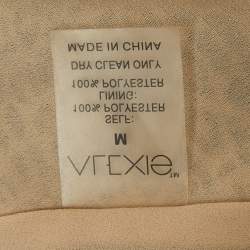 ALEXIS™
M
SELF:
100% POLYESTER
LINING:
100% POLYESTER
DRY CLEAN ONLY
MADE IN CHINA